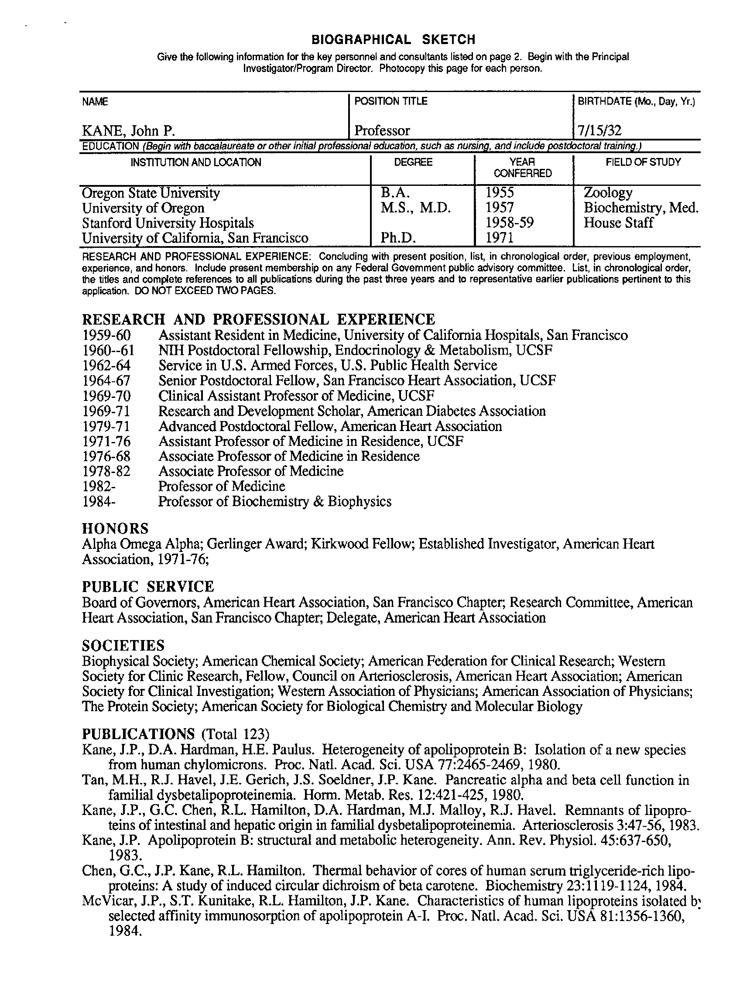 BIOGRAPHICAL SKETCH
Give the following information for the key personnel and consultants listed on page 2. Begin with the Principal
Investigator/Program Director. Photocopy this page for each person.
NAME POSITION TITLE BIRTHDATE (Mo., Day, Yr.)
KANE, John P. Professor 7/15/32
EDUCATION (Begin with baccalaureate or other initial professional education, such as nursing, and include postdoctoral training.)
INSTITUTION AND LOCATION DEGREE YEAR CONFERRED FIELD OF STUDY
Oregon State University B.A. 1955 Zoology
University of Oregon M.S., M.D. 1957 Biochemistry, Med.
Stanford University Hospitals 1958-59 House Staff
University of California, San Francisco Ph.D. 1971
RESEARCH AND PROFESSIONAL EXPERIENCE: Concluding with present position, list, in chronological order, previous employment,
experience, and honors. Include present membership on any Federal Government public advisory committee. List, in chronological order,
the titles and complete references to all publications during the past three years and to representative earlier publications pertinent to this
application. DO NOT EXCEED TWO PAGES.
RESEARCH AND PROFESSIONAL EXPERIENCE
1959-60 Assistant Resident in Medicine, University of California Hospitals, San Francisco
1960--61 NIH Postdoctoral Fellowship, Endocrinology & Metabolism, UCSF
1962-64 Service in U.S. Armed Forces, U.S. Public Health Service
1964-67 Senior Postdoctoral Fellow, San Francisco Heart Association, UCSF
1969-70 Clinical Assistant Professor of Medicine, UCSF
1969-71 Research and Development Scholar, American Diabetes Association
1979-71 Advanced Postdoctoral Fellow, American Heart Association
1971-76 Assistant Professor of Medicine in Residence, UCSF
1976-68 Associate Professor of Medicine in Residence
1978-82 Associate Professor of Medicine
1982- Professor of Medicine
1984- Professor of Biochemistry & Biophysics
HONORS
Alpha Omega Alpha; Gerlinger Award; Kirkwood Fellow; Established Investigator, American Heart
Association, 1971-76;
PUBLIC SERVICE
Board of Governors, American Heart Association, San Francisco Chapter; Research Committee, American
Heart Association, San Francisco Chapter; Delegate, American Heart Association
SOCIETIES
Biophysical Society; American Chemical Society; American Federation for Clinical Research; Western
Society for Clinic Research, Fellow, Council on Arteriosclerosis, American Heart Association; American
Society for Clinical Investigation; Western Association of Physicians; American Association of Physicians;
The Protein Society; American Society for Biological Chemistry and Molecular Biology
PUBLICATIONS (Total 123)
Kane, J.P., D.A. Hardman, H.E. Paulus. Heterogeneity of apolipoprotein B: Isolation of a new species
from human chylomicrons. Proc. Natl. Acad. Sci. USA 77:2465-2469, 1980.
Tan, M.H., R.J. Havel, J.E. Gerich, J.S. Soeldner, J.P. Kane. Pancreatic alpha and beta cell function in
familial dysbetalipoproteinemia. Horm. Metab. Res. 12:421-425, 1980.
Kane, J.P., G.C. Chen, R.L. Hamilton, D.A. Hardman, M.J. Malloy, R.J. Havel. Remnants of lipopro-
teins of intestinal and hepatic origin in familial dysbetalipoproteinemia. Arteriosclerosis 3:47-56, 1983.
Kane, J.P. Apolipoprotein B: structural and metabolic heterogeneity. Ann. Rev. Physiol. 45:637-650,
1983.
Chen, G.C., J.P. Kane, R.L. Hamilton. Thermal behavior of cores of human serum triglyceride-rich lipo-
proteins: A study of induced circular dichroism of beta carotene. Biochemistry 23:1119-1124, 1984.
McVicar, J.P., S.T. Kunitake, R.L. Hamilton, J.P. Kane. Characteristics of human lipoproteins isolated by
selected affinity immunosorption of apolipoprotein A-I. Proc. Natl. Acad. Sci. USA 81:1356-1360,
1984.